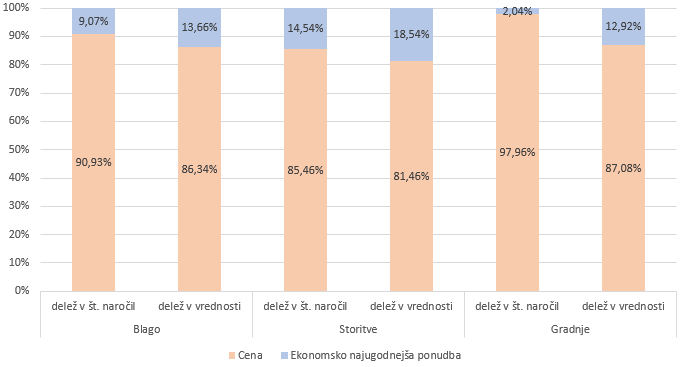 100%
90%
80%
70%
60%
50%
40%
30%
20%
10%
0%
9,07%
13,66%
14,54%
18,54%
2,04%
12,92%
90,93%
86,34%
85,46%
81,46%
97,96%
87,08%
delež v št. naročil
delež v vrednosti
delež v št. naročil
delež v vrednosti
delež v št. naročil
delež v vrednosti
Blago
Storitve
Gradnje
Cena
Ekonomsko najugodnejša ponudba